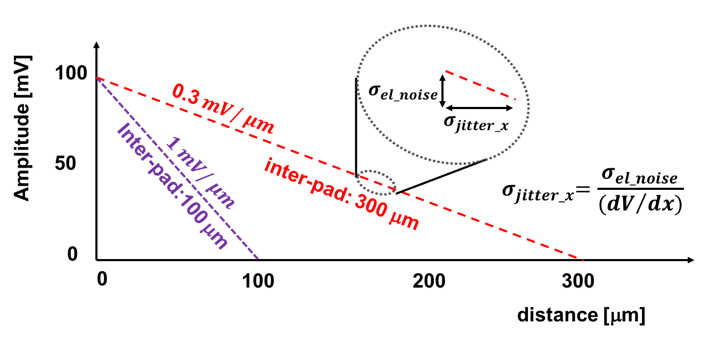 Amplitude [mV]
100
50
0
0.3 mV/μm
1 mV/μm
Inter-pad:100 μm
inter-pad: 300 μm
σel_noise
σjitter_x
σjitter_x= σel_noise
(dV/dx)
0
100
200
300
distance [μm]